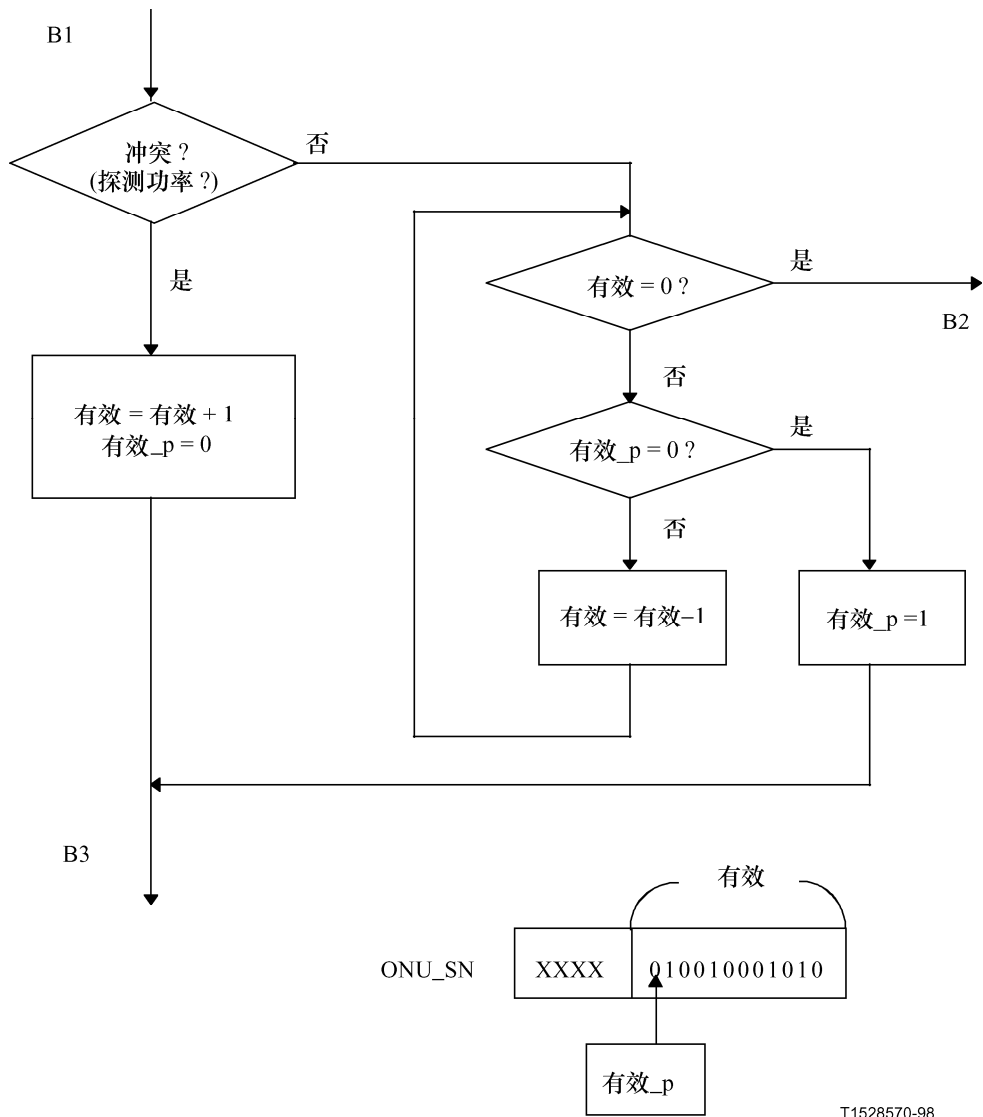 B1
冲突？
(探测功率？)
否
是
有效 = 0？
是
B2
否
有效 = 有效 + 1
有效_p = 0
有效_p = 0？
是
否
有效 = 有效–1
有效_p =1
B3
有效
ONU_SN
XXXX
010010001010
有效_p
T1528570-98